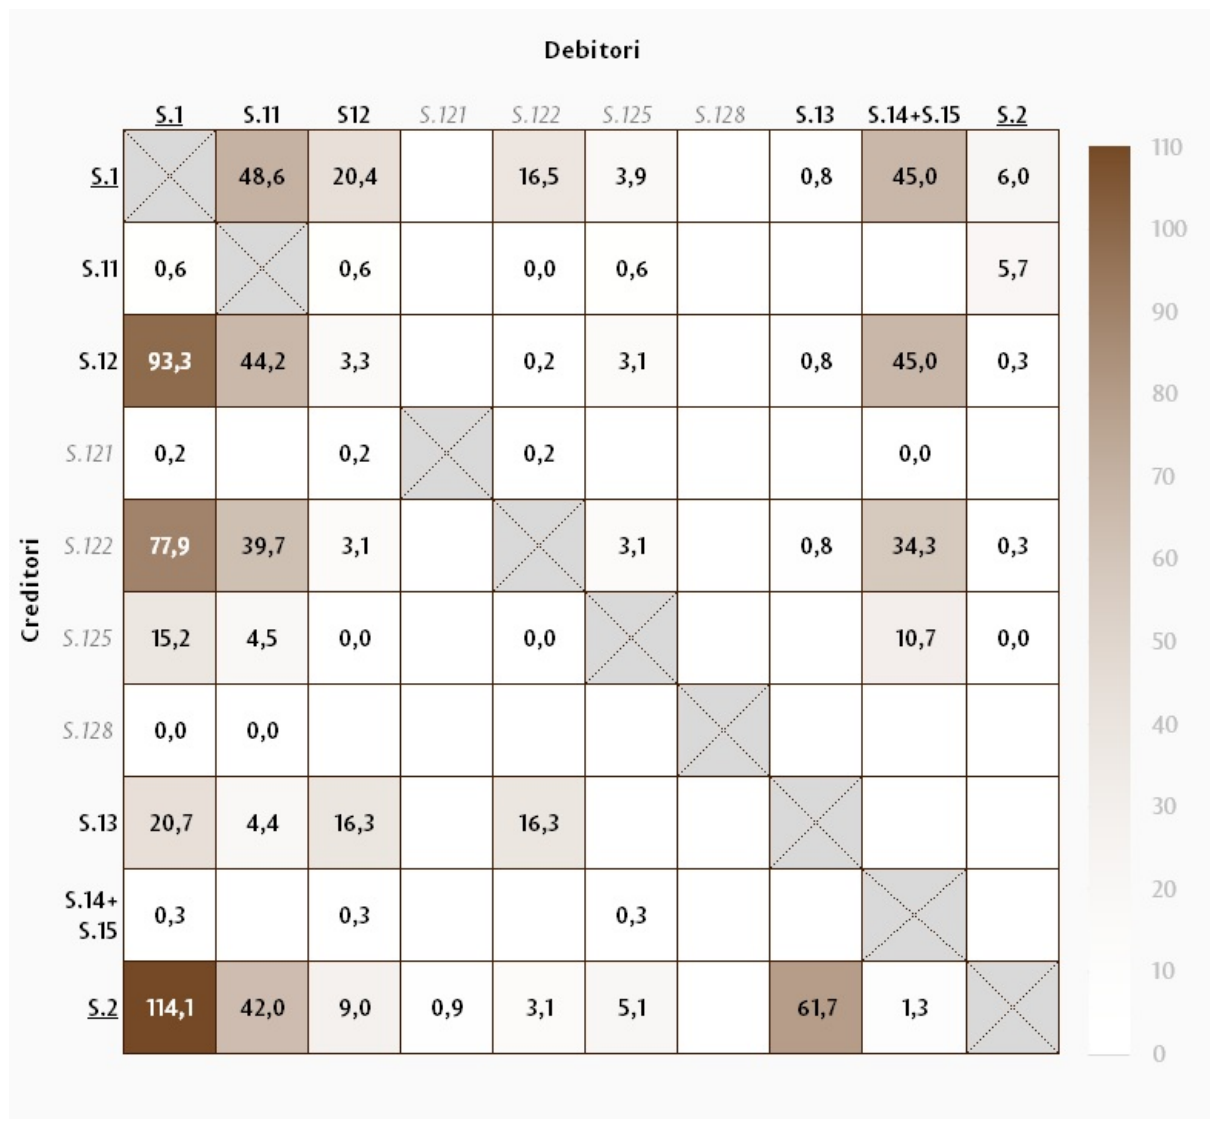 Debitori
S.1 S.11 S12 S.121 S.122 S.125 S.128 S.13 S.14+S.15 S.2
S.1 48,6 20,4 16,5 3,9 0,8 45,0 6,0
S.11 0,6 0,6 0,0 0,6 5,7
S.12 93,3 44,2 3,3 0,2 3,1 0,8 45,0 0,3
S.121 0,2 0,2 0,2 0,0
S.122 77,9 39,7 3,1 3,1 0,8 34,3 0,3
S.125 15,2 4,5 0,0 0,0 10,7 0,0
S.128 0,0 0,0
S.13 20,7 4,4 16,3 16,3
S.14+
S.15 0,3 0,3 0,3
S.2 114,1 42,0 9,0 0,9 3,1 5,1 61,7 1,3
Creditori
110
100
90
80
70
60
50
40
30
20
10
0